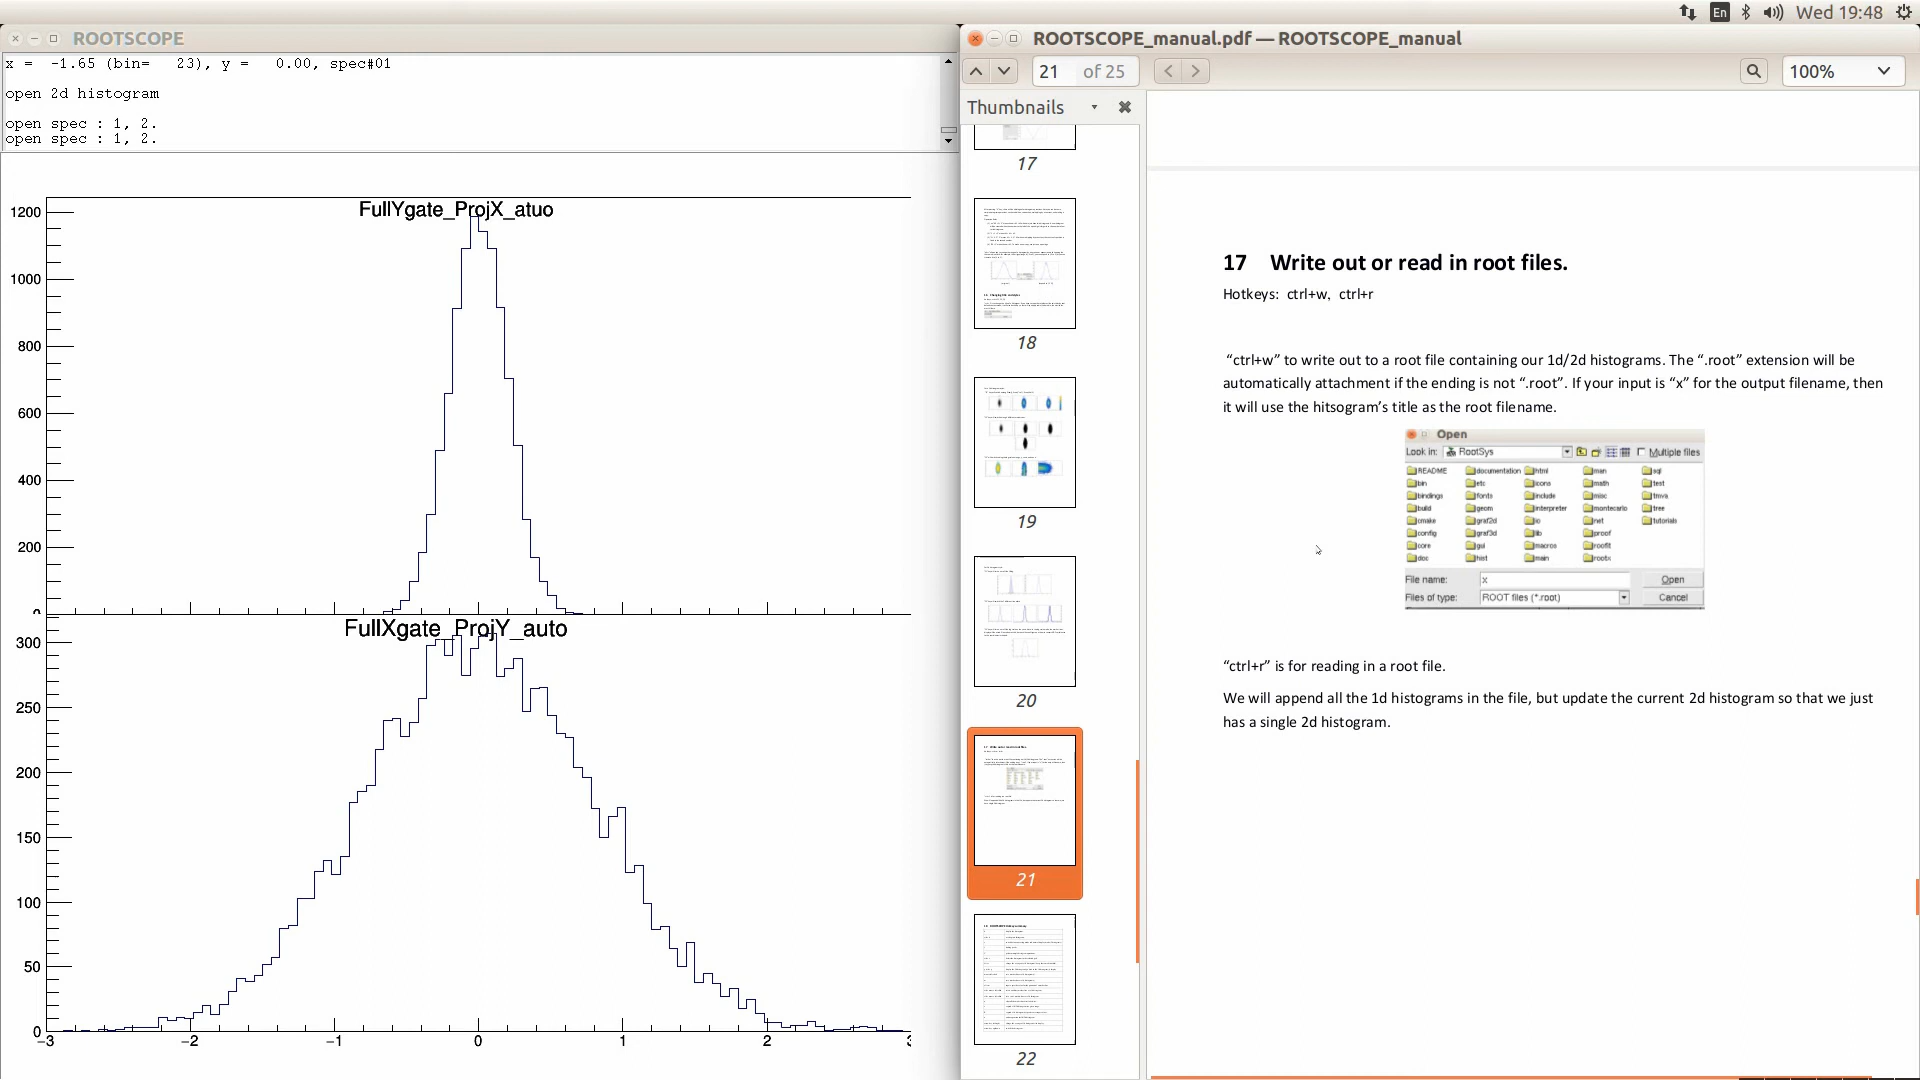 En
Wed 19:48
ROOTSCOPE
x =  -1.65 (bin=   23), y =   0.00, spec#01
open 2d histogram
open spec : 1, 2.
open spec : 1, 2.
FullYgate_ProjX_atuo
1200
1000
800
600
400
200
0
FullXgate_ProjY_auto
300
250
200
150
100
50
0
−3 −2 −1 0 1 2 3
ROOTSCOPE_manual.pdf — ROOTSCOPE_manual
21 of 25
100%
Thumbnails
17
18
19
20
21
22
17 Write out or read in root files.
Hotkeys: ctrl+w, ctrl+r
“ctrl+w” to write out to a root file containing our 1d/2d histograms. The “.root” extension will be
automatically attachment if the ending is not “.root”. If your input is “x” for the output filename, then
it will use the hitsogram’s title as the root filename.
Open
Look in: RootSys Multiple files
README documentation html man sql
bin etc icons math test
bindings fonts include misc tmva
build geom interpreter montecarlo tree
cmake graf2d io net tutorials
config graf3d lib proof
core gui macros roofit
doc hist main rootx
File name: x Open
Files of type: ROOT files (*.root) Cancel
“ctrl+r” is for reading in a root file.
We will append all the 1d histograms in the file, but update the current 2d histogram so that we just
has a single 2d histogram.